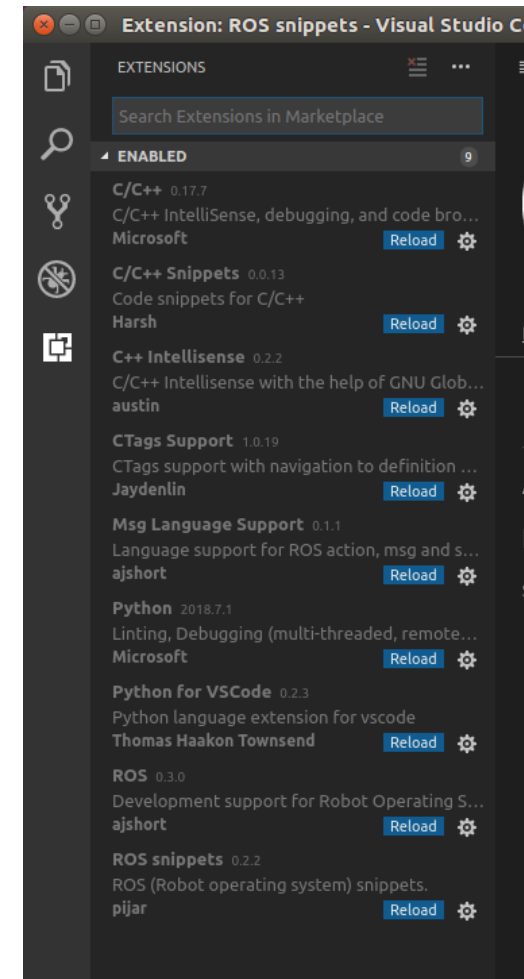 Extension: ROS snippets - Visual Studio C
EXTENSIONS
Search Extensions in Marketplace
ENABLED 9
C/C++ 0.17.7
C/C++ IntelliSense, debugging, and code bro...
Microsoft Reload
C/C++ Snippets 0.0.13
Code snippets for C/C++
Harsh Reload
C++ Intellisense 0.2.2
C/C++ Intellisense with the help of GNU Glob...
austin Reload
CTags Support 1.0.19
CTags support with navigation to definition ...
Jaydenlin Reload
Msg Language Support 0.1.1
Language support for ROS action, msg and s...
ajshort Reload
Python 2018.7.1
Linting, Debugging (multi-threaded, remote...
Microsoft Reload
Python for VSCode 0.2.3
Python language extension for vscode
Thomas Haakon Townsend Reload
ROS 0.3.0
Development support for Robot Operating S...
ajshort Reload
ROS snippets 0.2.2
ROS (Robot operating system) snippets.
pijar Reload